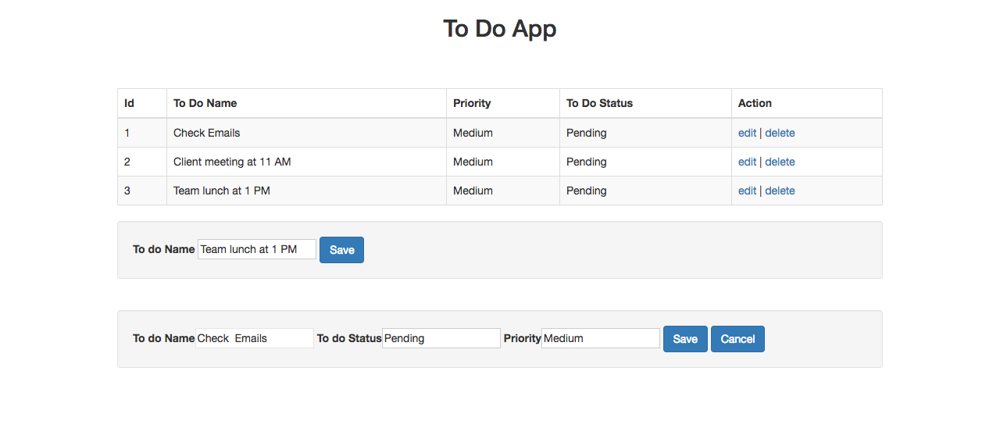 To Do App
Id To Do Name Priority To Do Status Action
1 Check Emails Medium Pending edit | delete
2 Client meeting at 11 AM Medium Pending edit | delete
3 Team lunch at 1 PM Medium Pending edit | delete
To do Name Team lunch at 1 PM Save
To do Name Check  Emails To do Status Pending Priority Medium Save Cancel